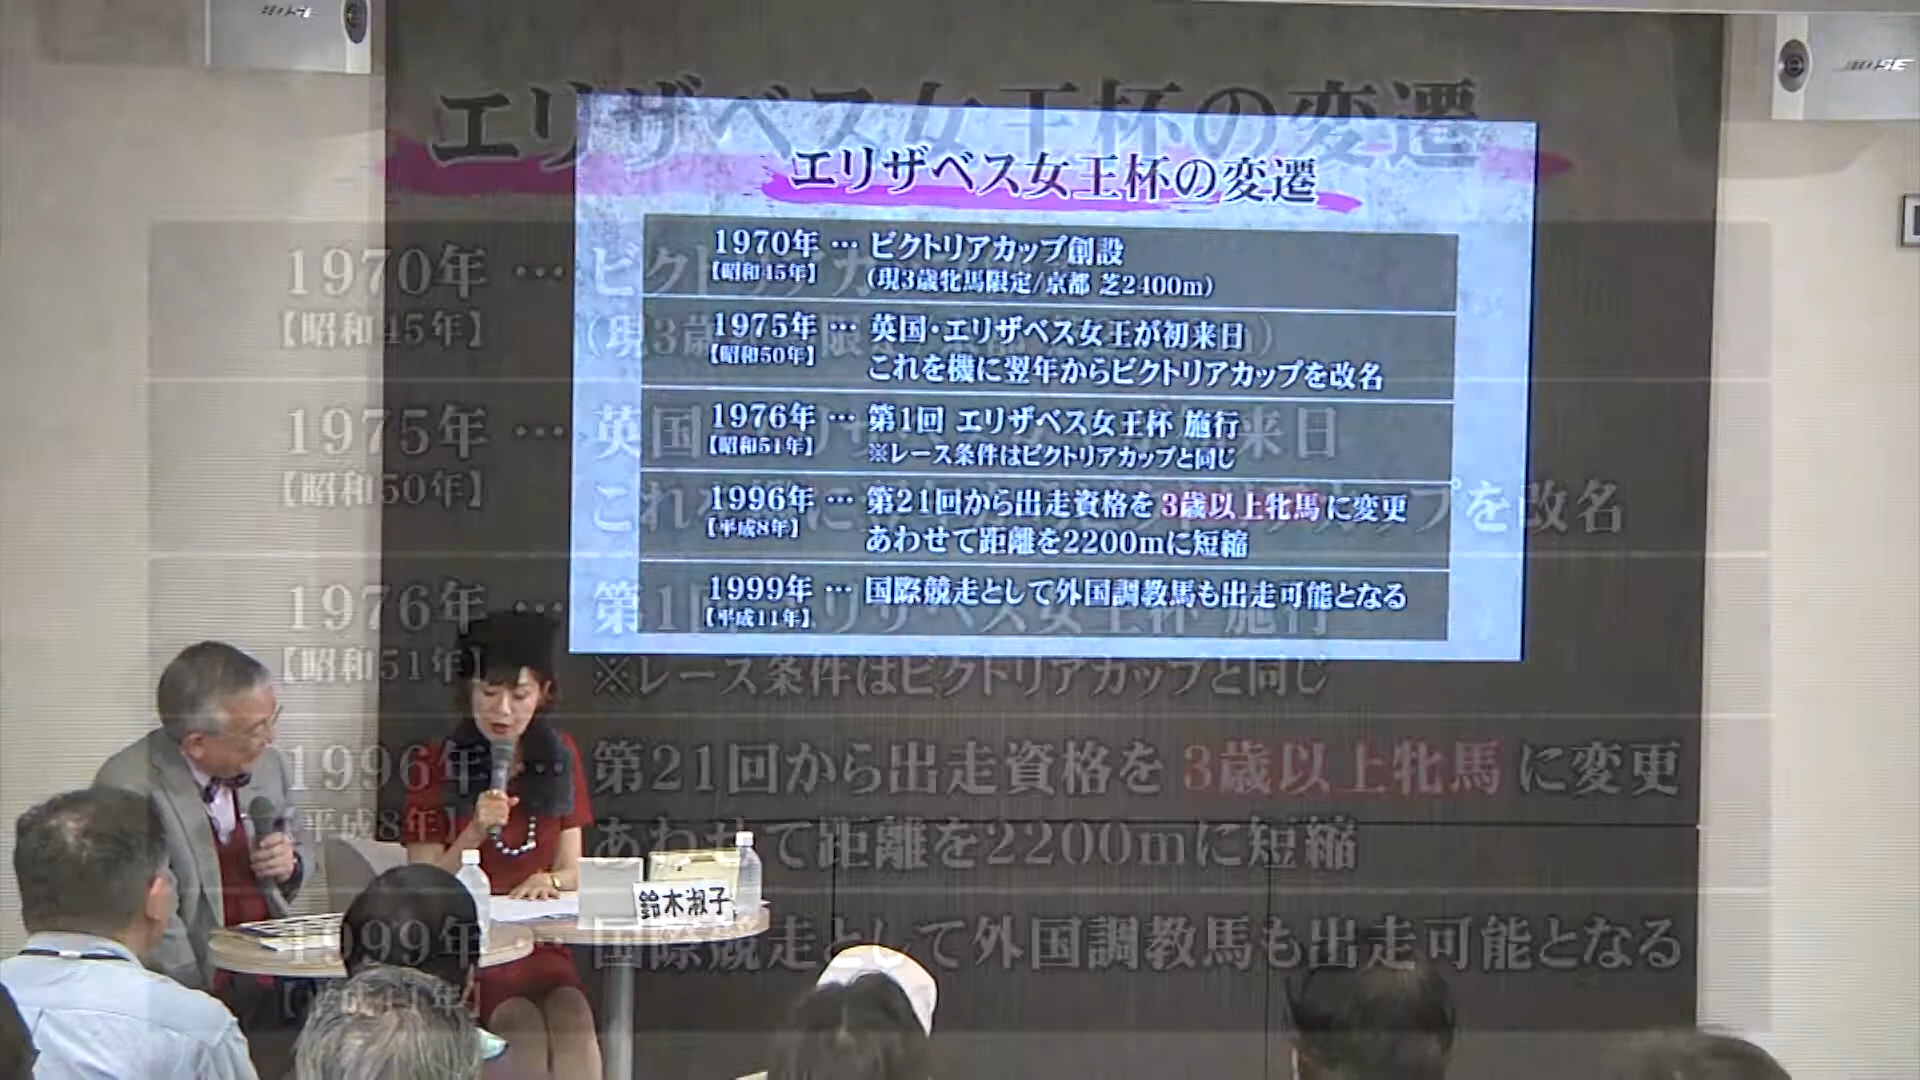 エリザベス女王杯の変遷
1970年 … ビクトリアカップ創設
【昭和45年】 (現3歳牝馬限定/京都 芝2400m)
1975年 … 英国・エリザベス女王が初来日
【昭和50年】 これを機に翌年からビクトリアカップを改名
1976年 … 第1回 エリザベス女王杯 施行
【昭和51年】 ※レース条件はビクトリアカップと同じ
1996年 … 第21回から出走資格を 3歳以上牝馬 に変更
【平成8年】 あわせて距離を2200mに短縮
1999年 … 国際競走として外国調教馬も出走可能となる
【平成11年】
鈴木淑子
BOSE